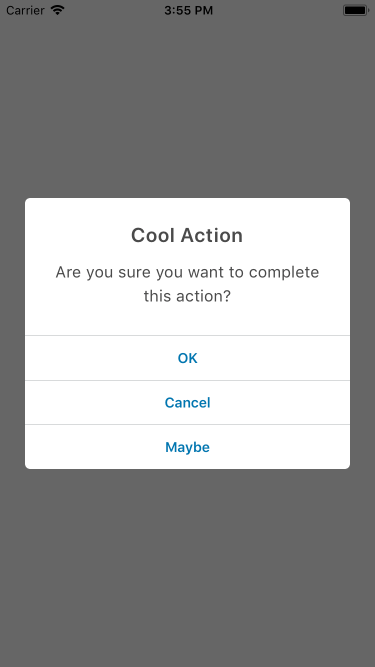 Carrier 3:55 PM
Cool Action
Are you sure you want to complete
this action?
OK
Cancel
Maybe